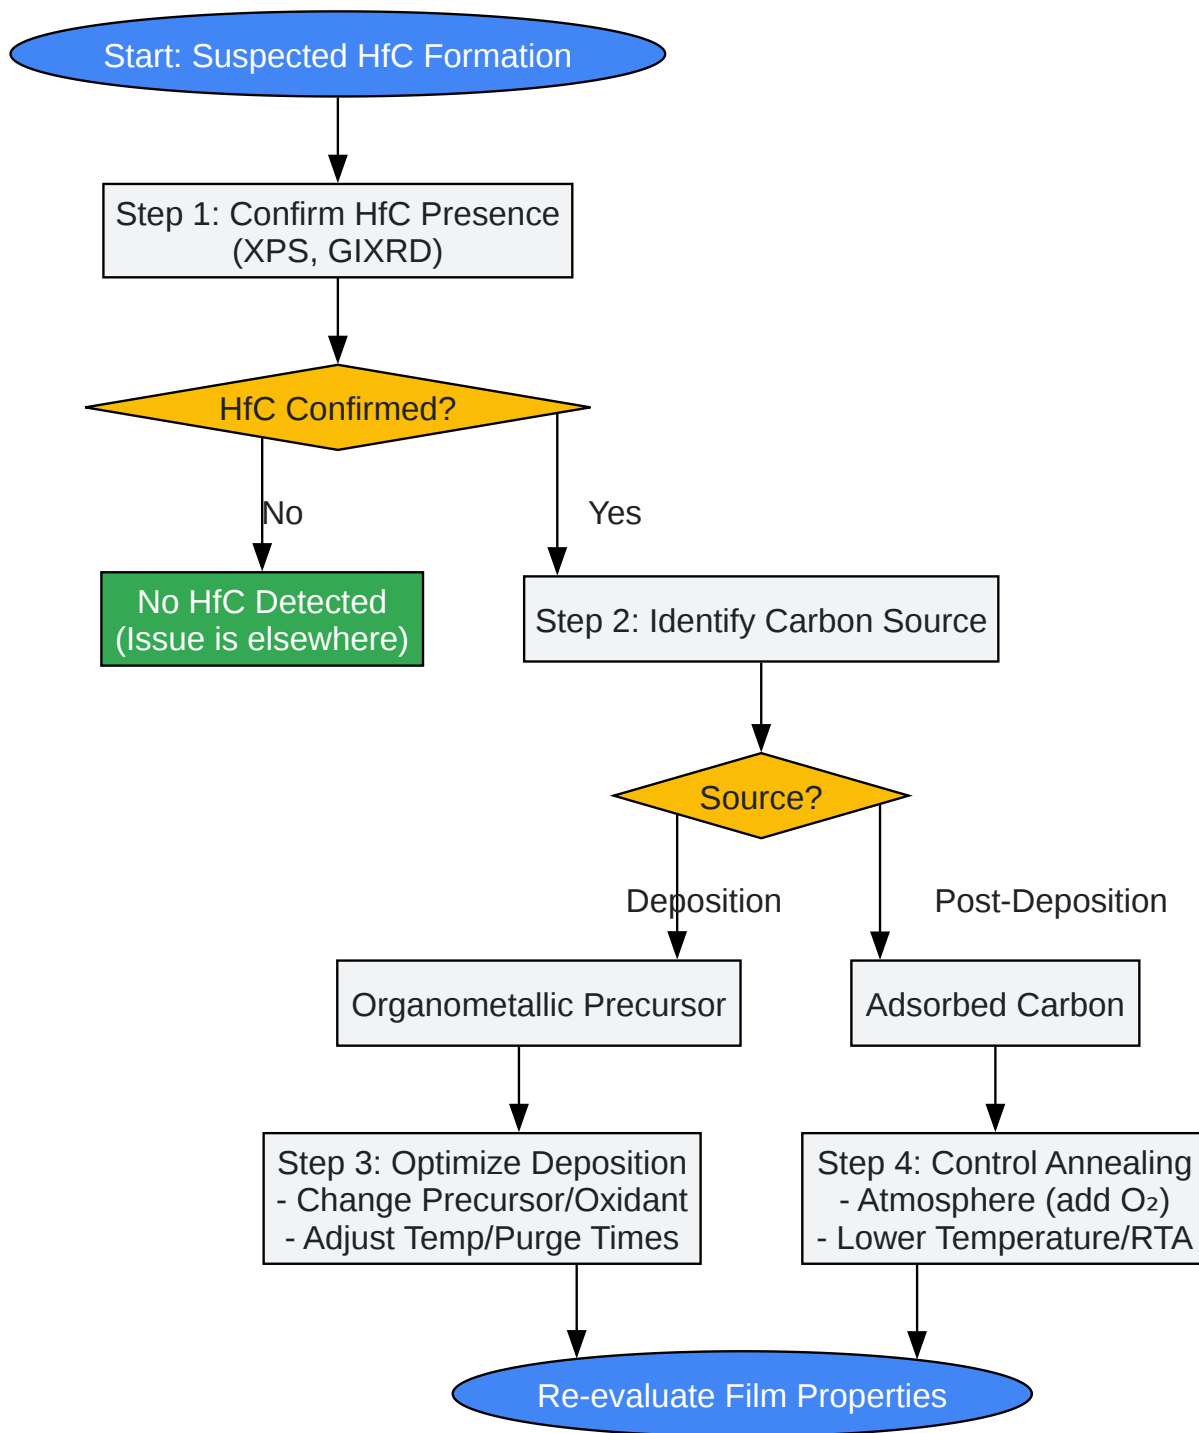 Start: Suspected HfC Formation
Step 1: Confirm HfC Presence
(XPS, GIXRD)
HfC Confirmed?
No
Yes
No HfC Detected
(Issue is elsewhere)
Step 2: Identify Carbon Source
Source?
Deposition
Post-Deposition
Organometallic Precursor
Adsorbed Carbon
Step 3: Optimize Deposition
- Change Precursor/Oxidant
- Adjust Temp/Purge Times
Step 4: Control Annealing
- Atmosphere (add O₂)
- Lower Temperature/RTA
Re-evaluate Film Properties